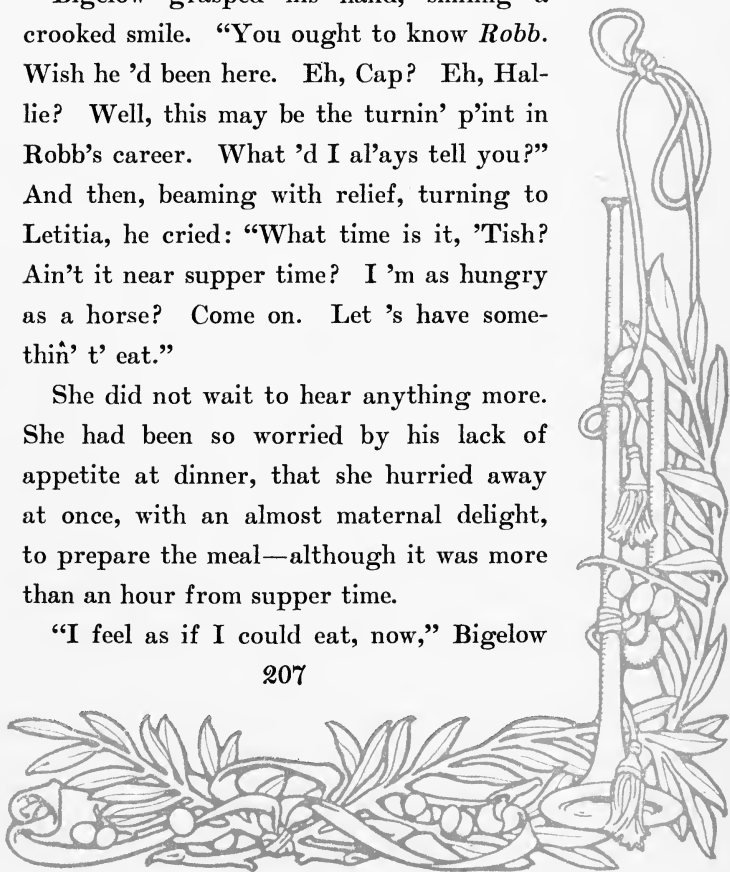 Bigelow grasped his hand, smiling a
crooked smile. “You ought to know Robb.
Wish he ’d been here. Eh, Cap? Eh, Hal-
lie? Well, this may be the turnin’ p’int in
Robb’s career. What ’d I al’ays tell you?”
And then, beaming with relief, turning to
Letitia, he cried: “What time is it, ’Tish?
Ain’t it near supper time? I ’m as hungry
as a horse? Come on. Let ’s have some-
thin’ t’ eat.”
She did not wait to hear anything more.
She had been so worried by his lack of
appetite at dinner, that she hurried away
at once, with an almost maternal delight,
to prepare the meal—although it was more
than an hour from supper time.
“I feel as if I could eat, now,” Bigelow
207